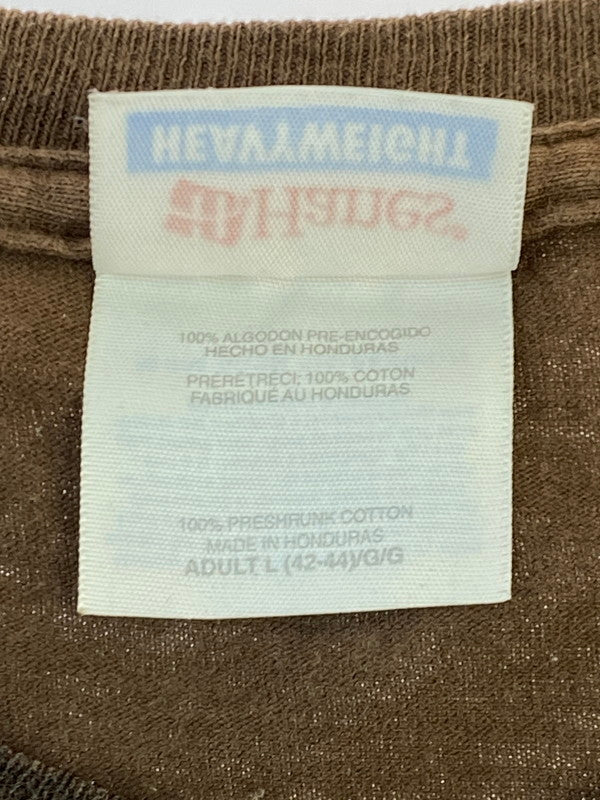 HEAVYWEIGHT
Hanes
100% ALGODON PRE-ENCOGIDO
HECHO EN HONDURAS
PRÉRÉTRÉCI; 100% COTON
FABRIQUÉ AU HONDURAS
100% PRESHRUNK COTTON
MADE IN HONDURAS
ADULT L (42-44)/G/G